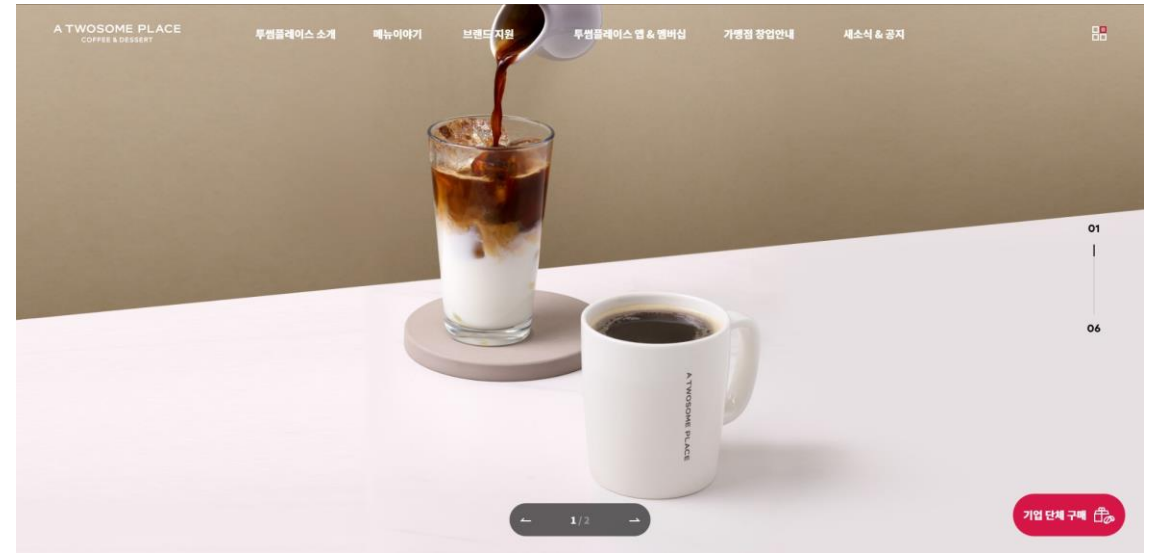 A TWOSOME PLACE
COFFEE & DESSERT
투썸플레이스 소개
메뉴이야기
브랜드 지원
투썸플레이스 앱 & 멤버십
가맹점 창업안내
새소식 & 공지
01
06
A TWOSOME PLACE
1 / 2
기업 단체 구매